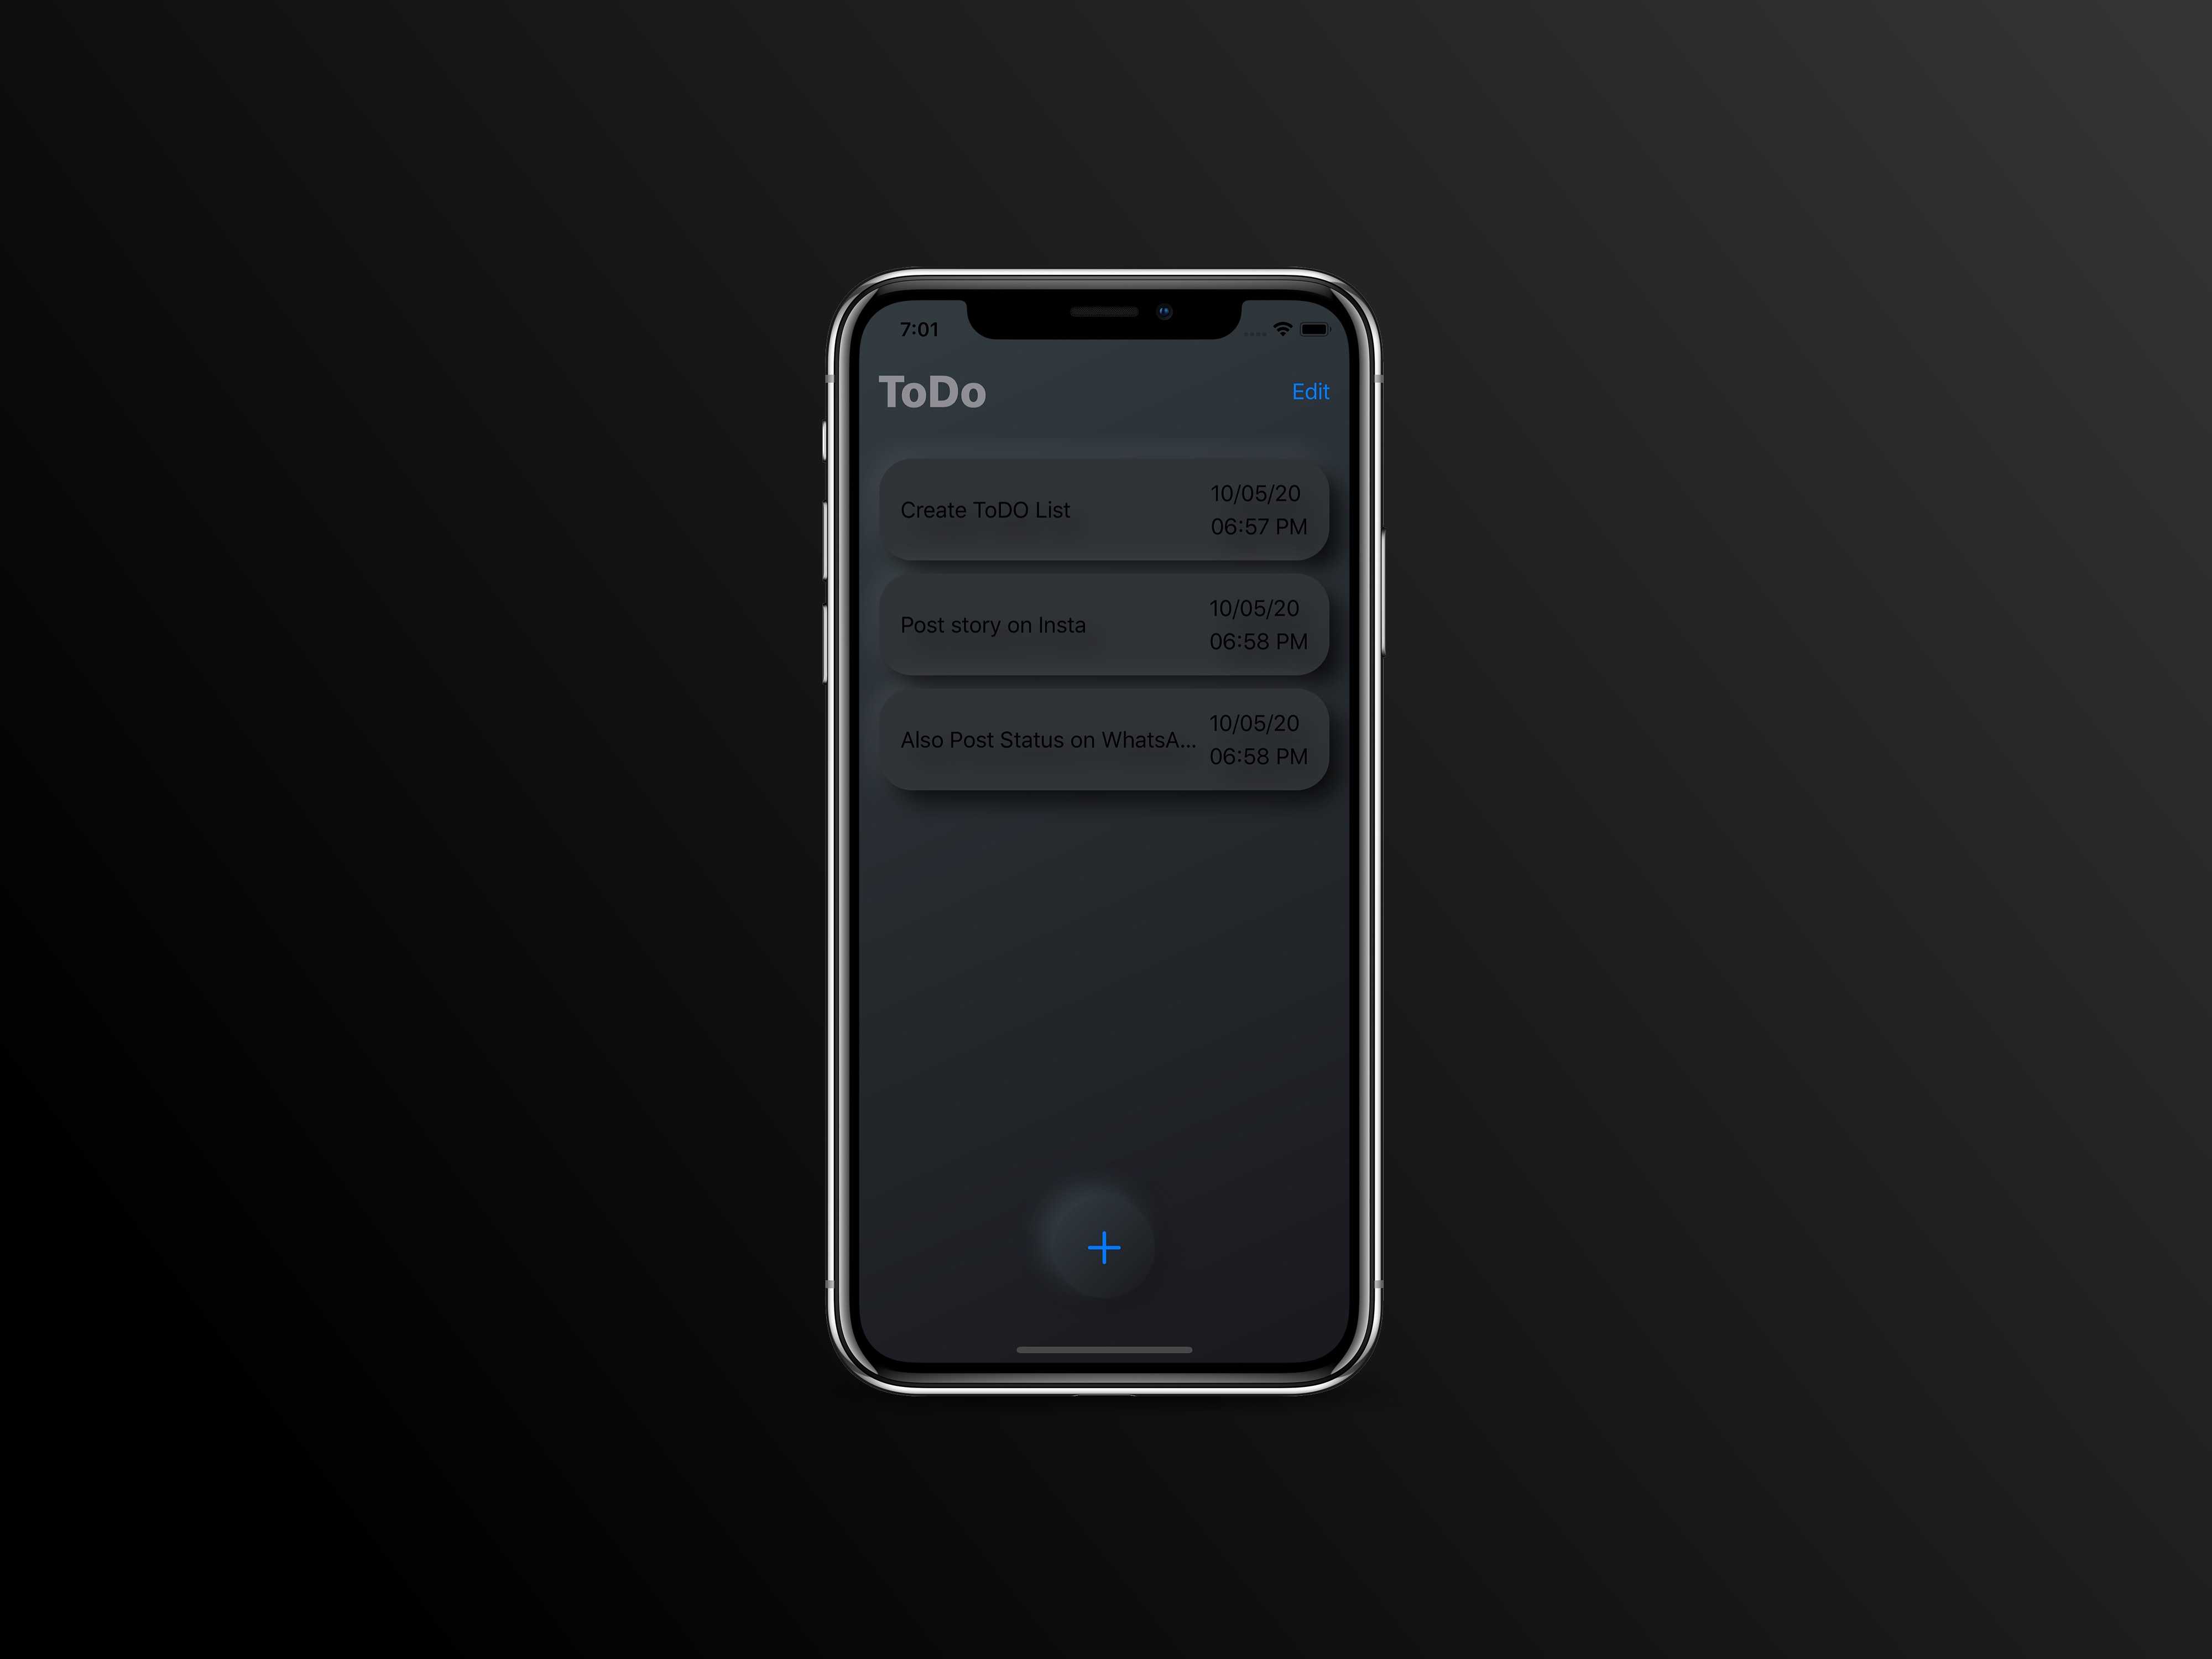 7:01
ToDo
Edit
Create ToDO List
10/05/20
06:57 PM
Post story on Insta
10/05/20
06:58 PM
Also Post Status on WhatsA...
10/05/20
06:58 PM